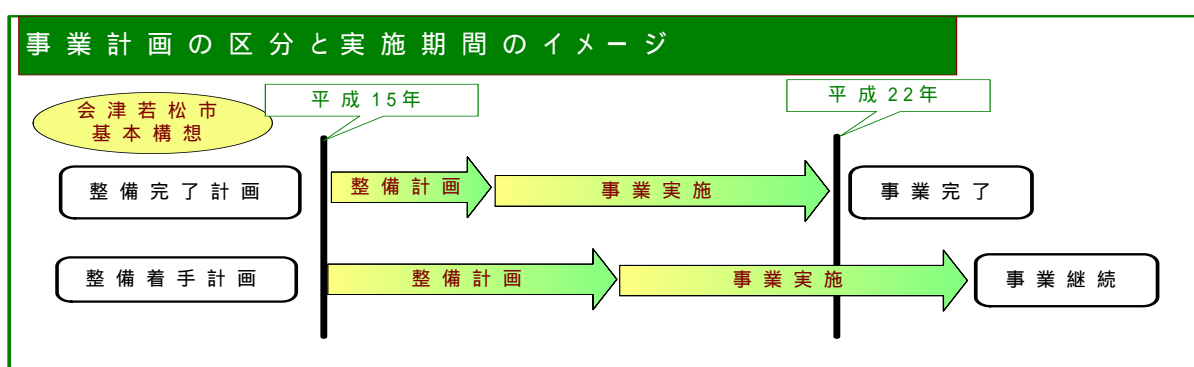 事業計画の区分と実施期間のイメージ
会津若松市
基本構想
平成15年
平成22年
整備完了計画
整備計画
事業実施
事業完了
整備着手計画
整備計画
事業実施
事業継続